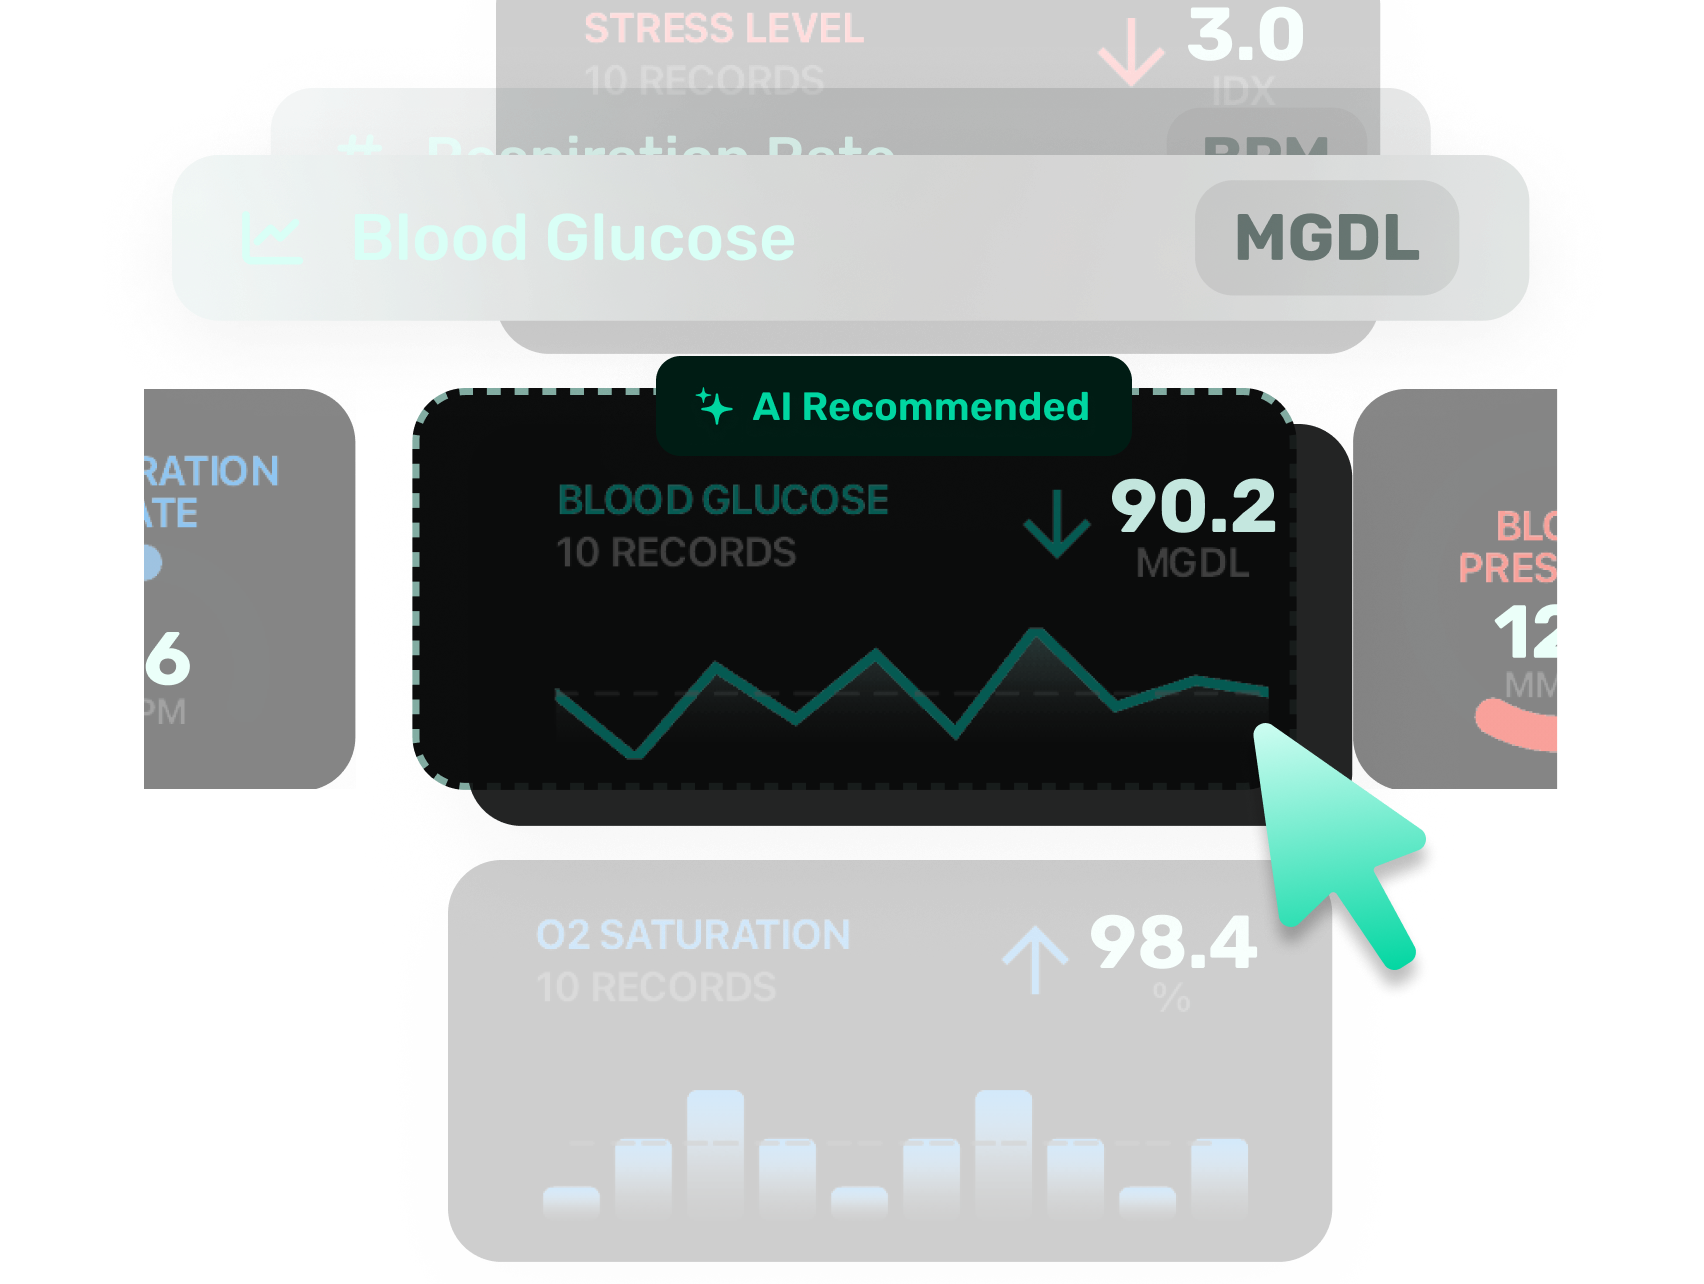 STRESS LEVEL
10 RECORDS
3.0
IDX
Respiration Rate
BPM
Blood Glucose
MGDL
AI Recommended
BLOOD GLUCOSE
10 RECORDS
90.2
MGDL
RATION
ATE
6
PM
BLO
PRES
12
MM
O2 SATURATION
10 RECORDS
98.4
%